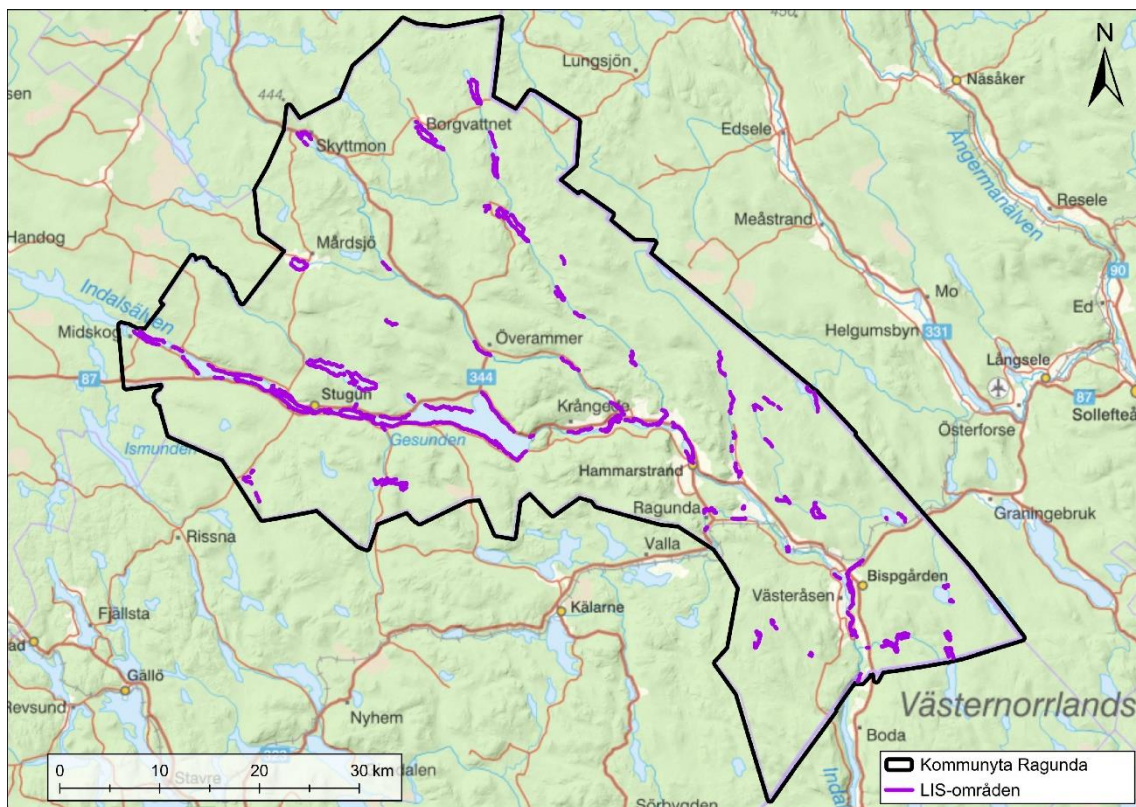 450
N
Lungsjön
Näsåker
444
Borgvattnet
Skyttmon
Edsele
Ångermanälven
Resele
Meåstrand
Handog
Mårdsjö
90
Indalsälven
Mo
Ed
Midskog
Överammer
Helgumsbyn
331
Långsele
87
344
87
Stugun
Krångede
Sollefteå
Gesunden
Österforse
Ismunden
Hammarstrand
Ragunda
Graningebruk
Rissna
Valla
Bispgården
Fjällsta
Kälarne
Västeråsen
Gällö
Revsund
Nyhem
Västernorrlands
Boda
0 10 20 30 km
Stavre
Kommunyta Ragunda
LIS-områden
Sörbygden